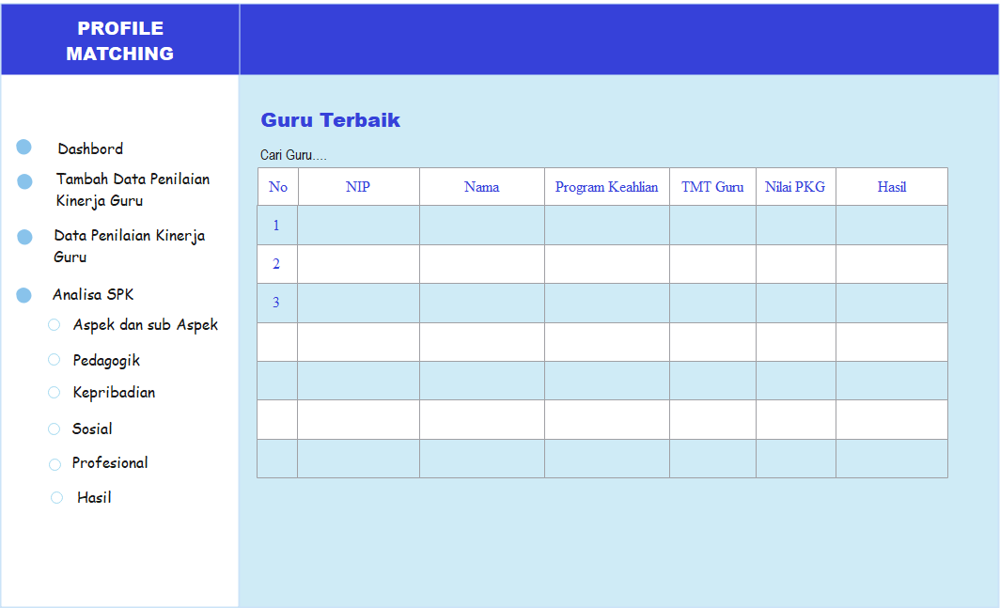 PROFILE
MATCHING
Dashbord
Tambah Data Penilaian
Kinerja Guru
Data Penilaian Kinerja
Guru
Analisa SPK
Aspek dan sub Aspek
Pedagogik
Kepribadian
Sosial
Profesional
Hasil
Guru Terbaik
Cari Guru....
No NIP Nama Program Keahlian TMT Guru Nilai PKG Hasil
1
2
3